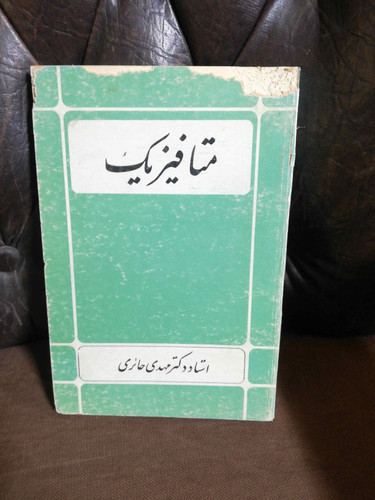 متافیزیک
استاد دکتر مهدی حائری